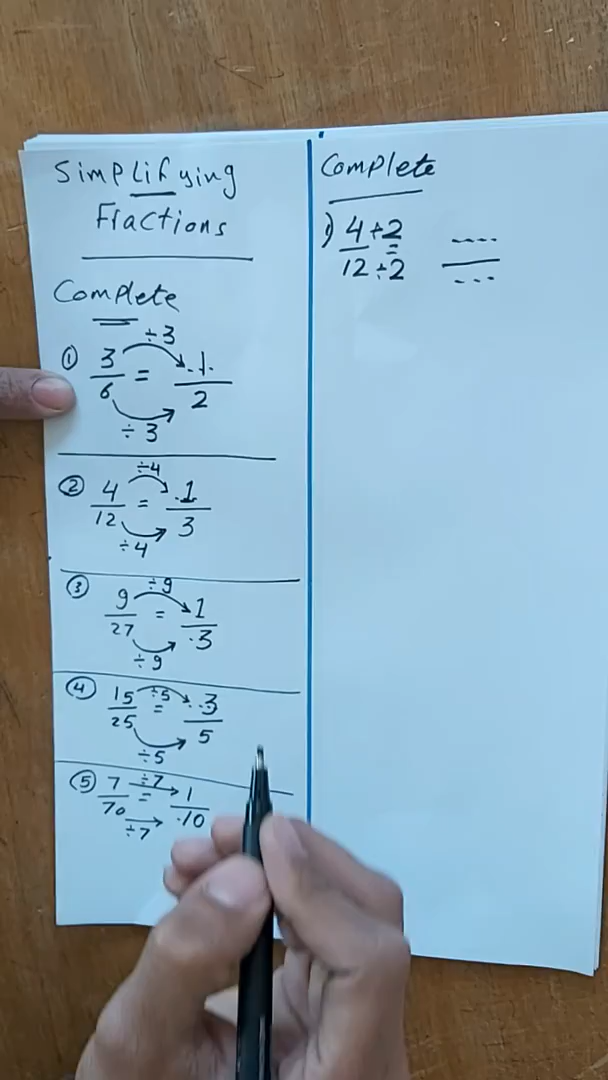 Simplifying
Fractions
Complete
① 3/6 = 1/2
÷3
÷3
② 4/12 = 1/3
÷4
÷4
③ 9/27 = 1/3
÷9
÷9
④ 15/25 = 3/5
÷5
÷5
⑤ 7/70 = 1/10
÷7
÷7
Complete
1) 4÷2 / 12÷2 = .... / ...